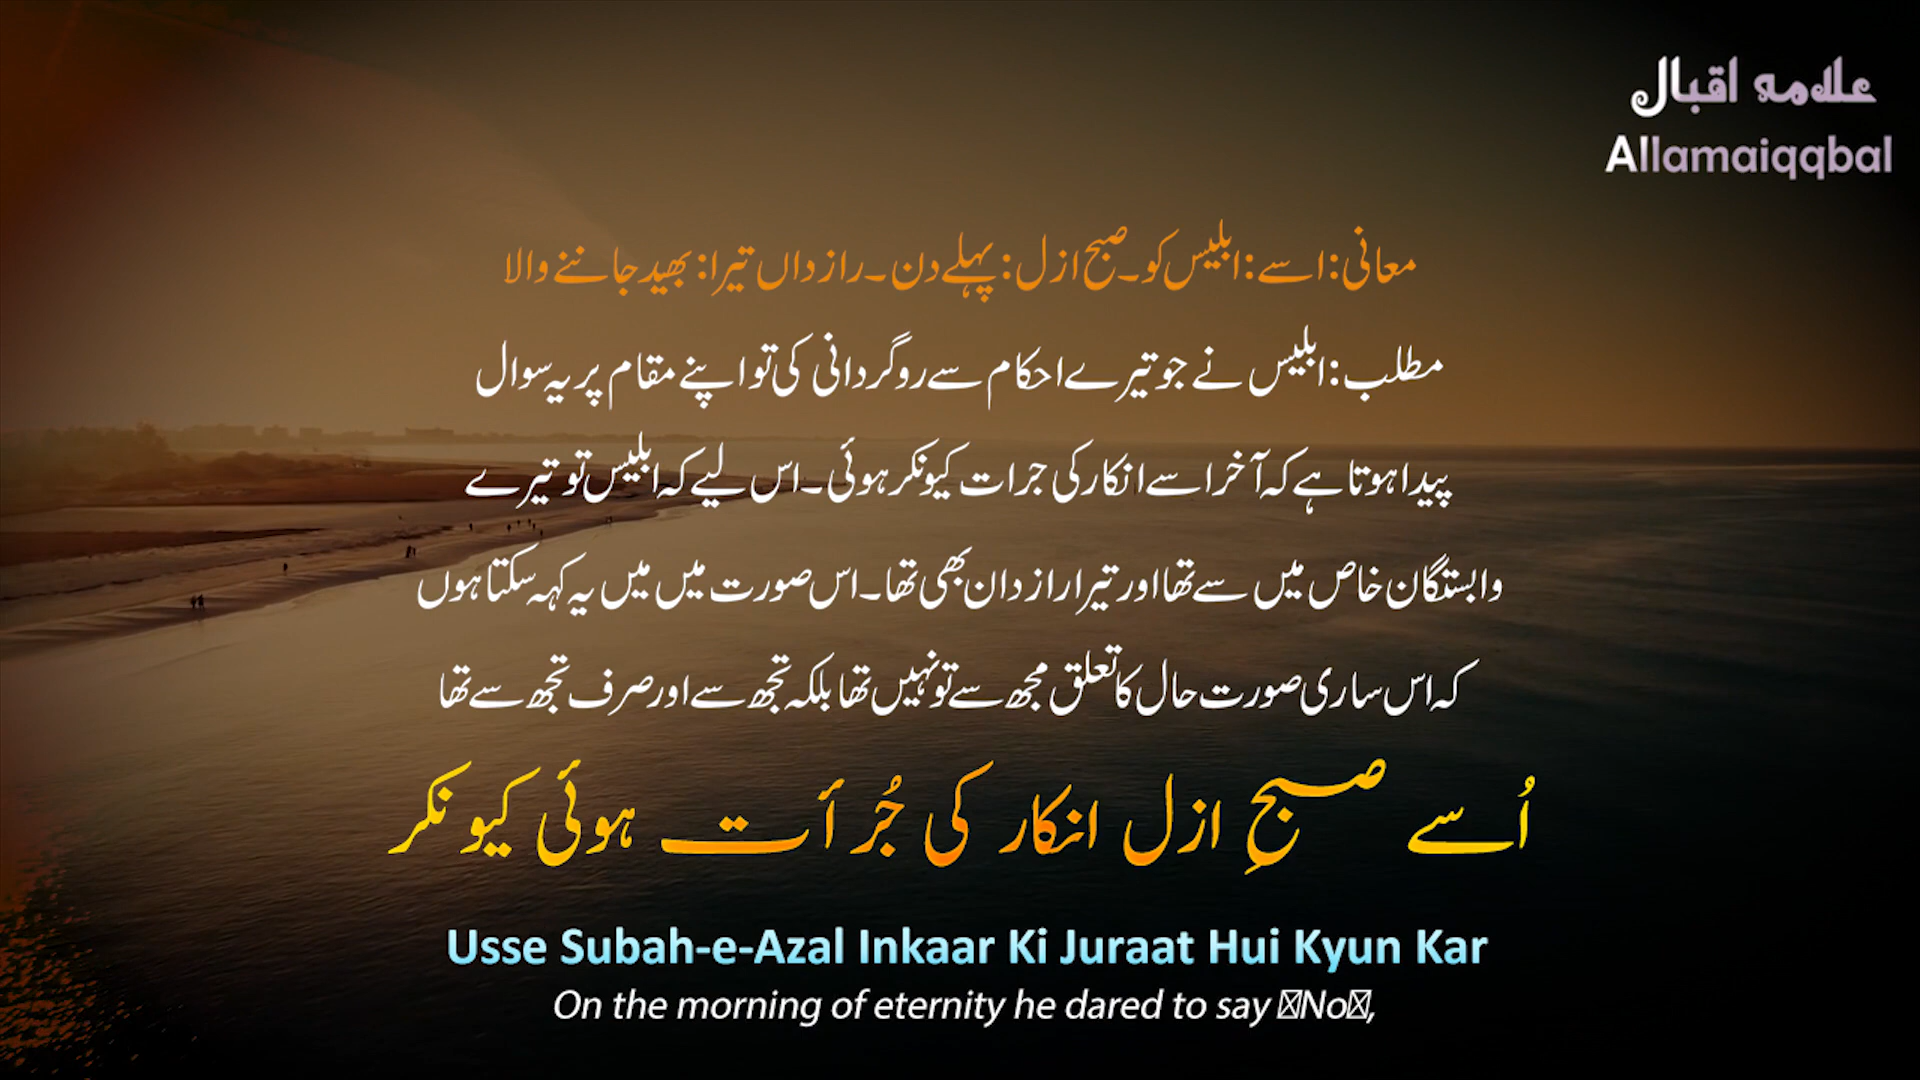 علامہ اقبال
Allamaiqqbal
معانی: اسے: ابلیس کو۔ صبح ازل: پہلے دن۔ رازداں تیرا: بھید جاننے والا
مطلب: ابلیس نے جو تیرے احکام سے روگردانی کی تو اپنے مقام پر یہ سوال
پیدا ہوتا ہے کہ آخر اسے انکار کی جرات کیونکر ہوئی۔ اس لیے کہ ابلیس تو تیرے
وابستگان خاص میں سے تھا اور تیرا رازدان بھی تھا۔ اس صورت میں میں یہ کہہ سکتا ہوں
کہ اس ساری صورت حال کا تعلق مجھ سے تو نہیں تھا بلکہ تجھ سے اور صرف تجھ سے تھا
اُسے صبحِ ازل انکار کی جُرأت ہوئی کیونکر
Usse Subah-e-Azal Inkaar Ki Juraat Hui Kyun Kar
On the morning of eternity he dared to say No,